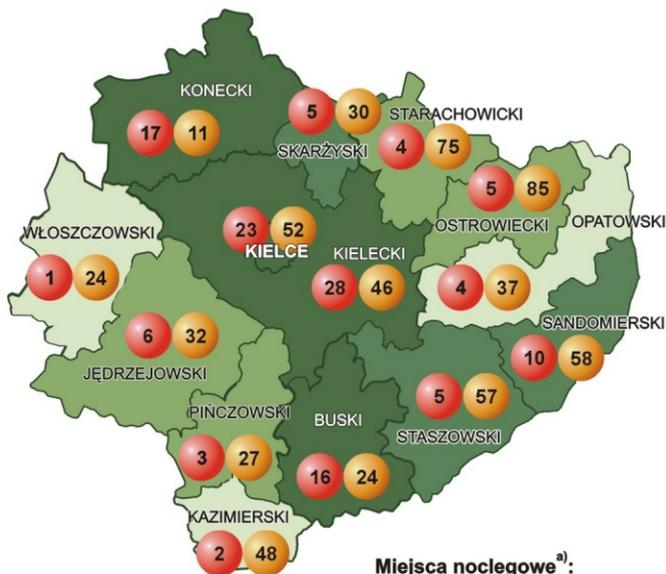 KONECKI
17 11
5 30
SKARŻYSKI
STARACHOWICKI
4 75
5 85
OSTROWIECKI
OPATOWSKI
4 37
WŁOSZCZOWSKI
1 24
23 52
KIELCE
KIELECKI
28 46
SANDOMIERSKI
10 58
6 32
JĘDRZEJOWSKI
5 57
STASZOWSKI
PIŃCZOWSKI
3 27
BUSKI
16 24
KAZIMIERSKI
2 48
Miejsca noclegowe a):